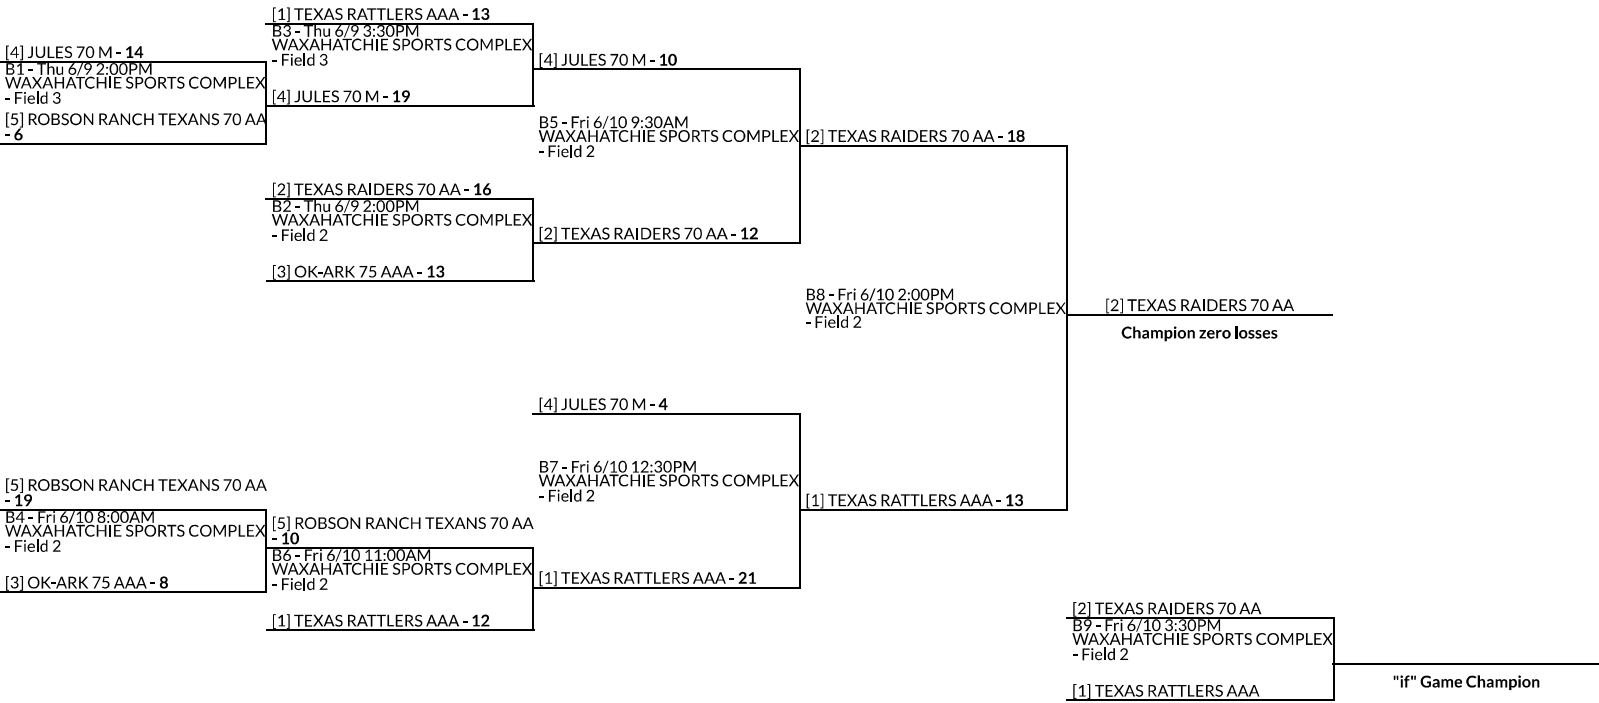 [1] TEXAS RATTLERS AAA - 13
B3 - Thu 6/9 3:30PM
WAXAHATCHIE SPORTS COMPLEX
- Field 3
[4] JULES 70 M - 19
[4] JULES 70 M - 14
B1 - Thu 6/9 2:00PM
WAXAHATCHIE SPORTS COMPLEX
- Field 3
[5] ROBSON RANCH TEXANS 70 AA
- 6
[4] JULES 70 M - 10
B5 - Fri 6/10 9:30AM
WAXAHATCHIE SPORTS COMPLEX
- Field 2
[2] TEXAS RAIDERS 70 AA - 12
[2] TEXAS RAIDERS 70 AA - 16
B2 - Thu 6/9 2:00PM
WAXAHATCHIE SPORTS COMPLEX
- Field 2
[3] OK-ARK 75 AAA - 13
[2] TEXAS RAIDERS 70 AA - 18
B8 - Fri 6/10 2:00PM
WAXAHATCHIE SPORTS COMPLEX
- Field 2
[1] TEXAS RATTLERS AAA - 13
[2] TEXAS RAIDERS 70 AA
Champion zero losses
[4] JULES 70 M - 4
B7 - Fri 6/10 12:30PM
WAXAHATCHIE SPORTS COMPLEX
- Field 2
[1] TEXAS RATTLERS AAA - 21
[5] ROBSON RANCH TEXANS 70 AA
- 19
B4 - Fri 6/10 8:00AM
WAXAHATCHIE SPORTS COMPLEX
- Field 2
[3] OK-ARK 75 AAA - 8
[5] ROBSON RANCH TEXANS 70 AA
- 10
B6 - Fri 6/10 11:00AM
WAXAHATCHIE SPORTS COMPLEX
- Field 2
[1] TEXAS RATTLERS AAA - 12
[2] TEXAS RAIDERS 70 AA
B9 - Fri 6/10 3:30PM
WAXAHATCHIE SPORTS COMPLEX
- Field 2
[1] TEXAS RATTLERS AAA
"if" Game Champion